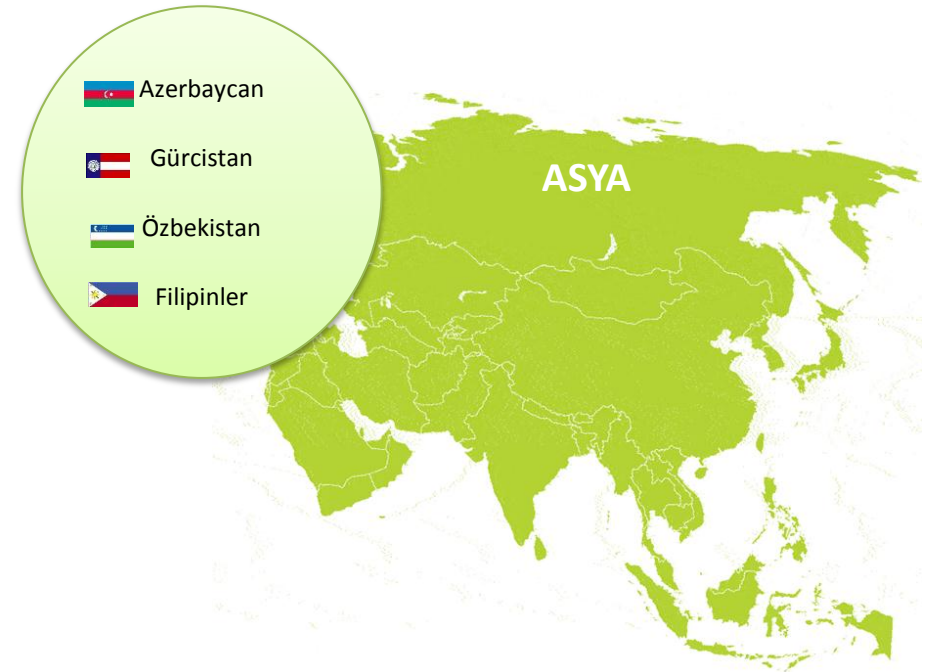 Azerbaycan
Gürcistan
Özbekistan
Filipinler
ASYA